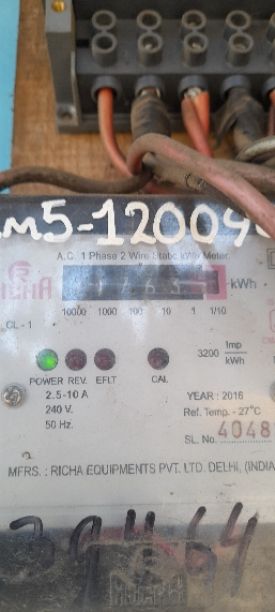 m5-12009
A.C. 1 Phase 2 Wire Static kWh Meter
kWh
10000 1000 100 1/10 1 1/10
CL - 1
3200 Imp/kWh
POWER REV. EFLT CAL
2.5-10 A
240 V.
50 Hz.
YEAR : 2016
Ref. Temp. - 27°C
SL. No. 4048
MFRS. : RICHA EQUIPMENTS PVT. LTD. DELHI, (INDIA)